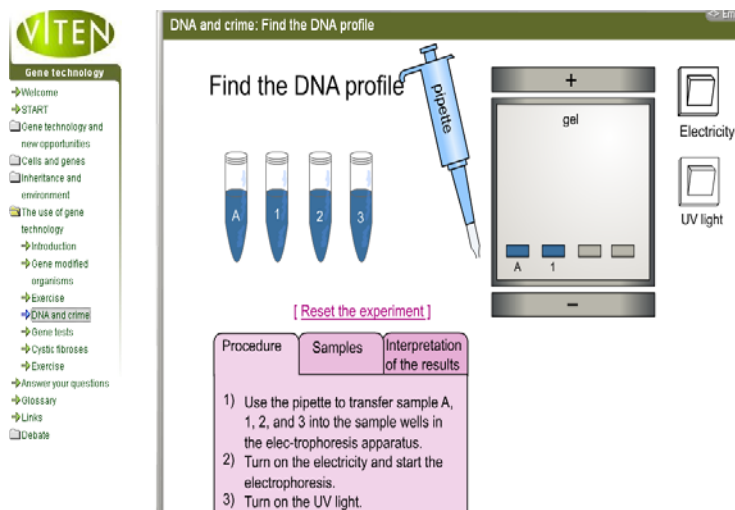 VITEN
Gene technology
Welcome
START
Gene technology and
new opportunities
Cells and genes
Inheritance and
environment
The use of gene
technology
Introduction
Gene modified
organisms
Exercise
DNA and crime
Gene tests
Cystic fibroses
Exercise
Answer your questions
Glossary
Links
Debate
DNA and crime: Find the DNA profile
Find the DNA profile
pipette
A
1
2
3
+
gel
A
1
−
Electricity
UV light
[ Reset the experiment ]
Procedure
Samples
Interpretation
of the results
1) Use the pipette to transfer sample A,
1, 2, and 3 into the sample wells in
the elec-trophoresis apparatus.
2) Turn on the electricity and start the
electrophoresis.
3) Turn on the UV light.